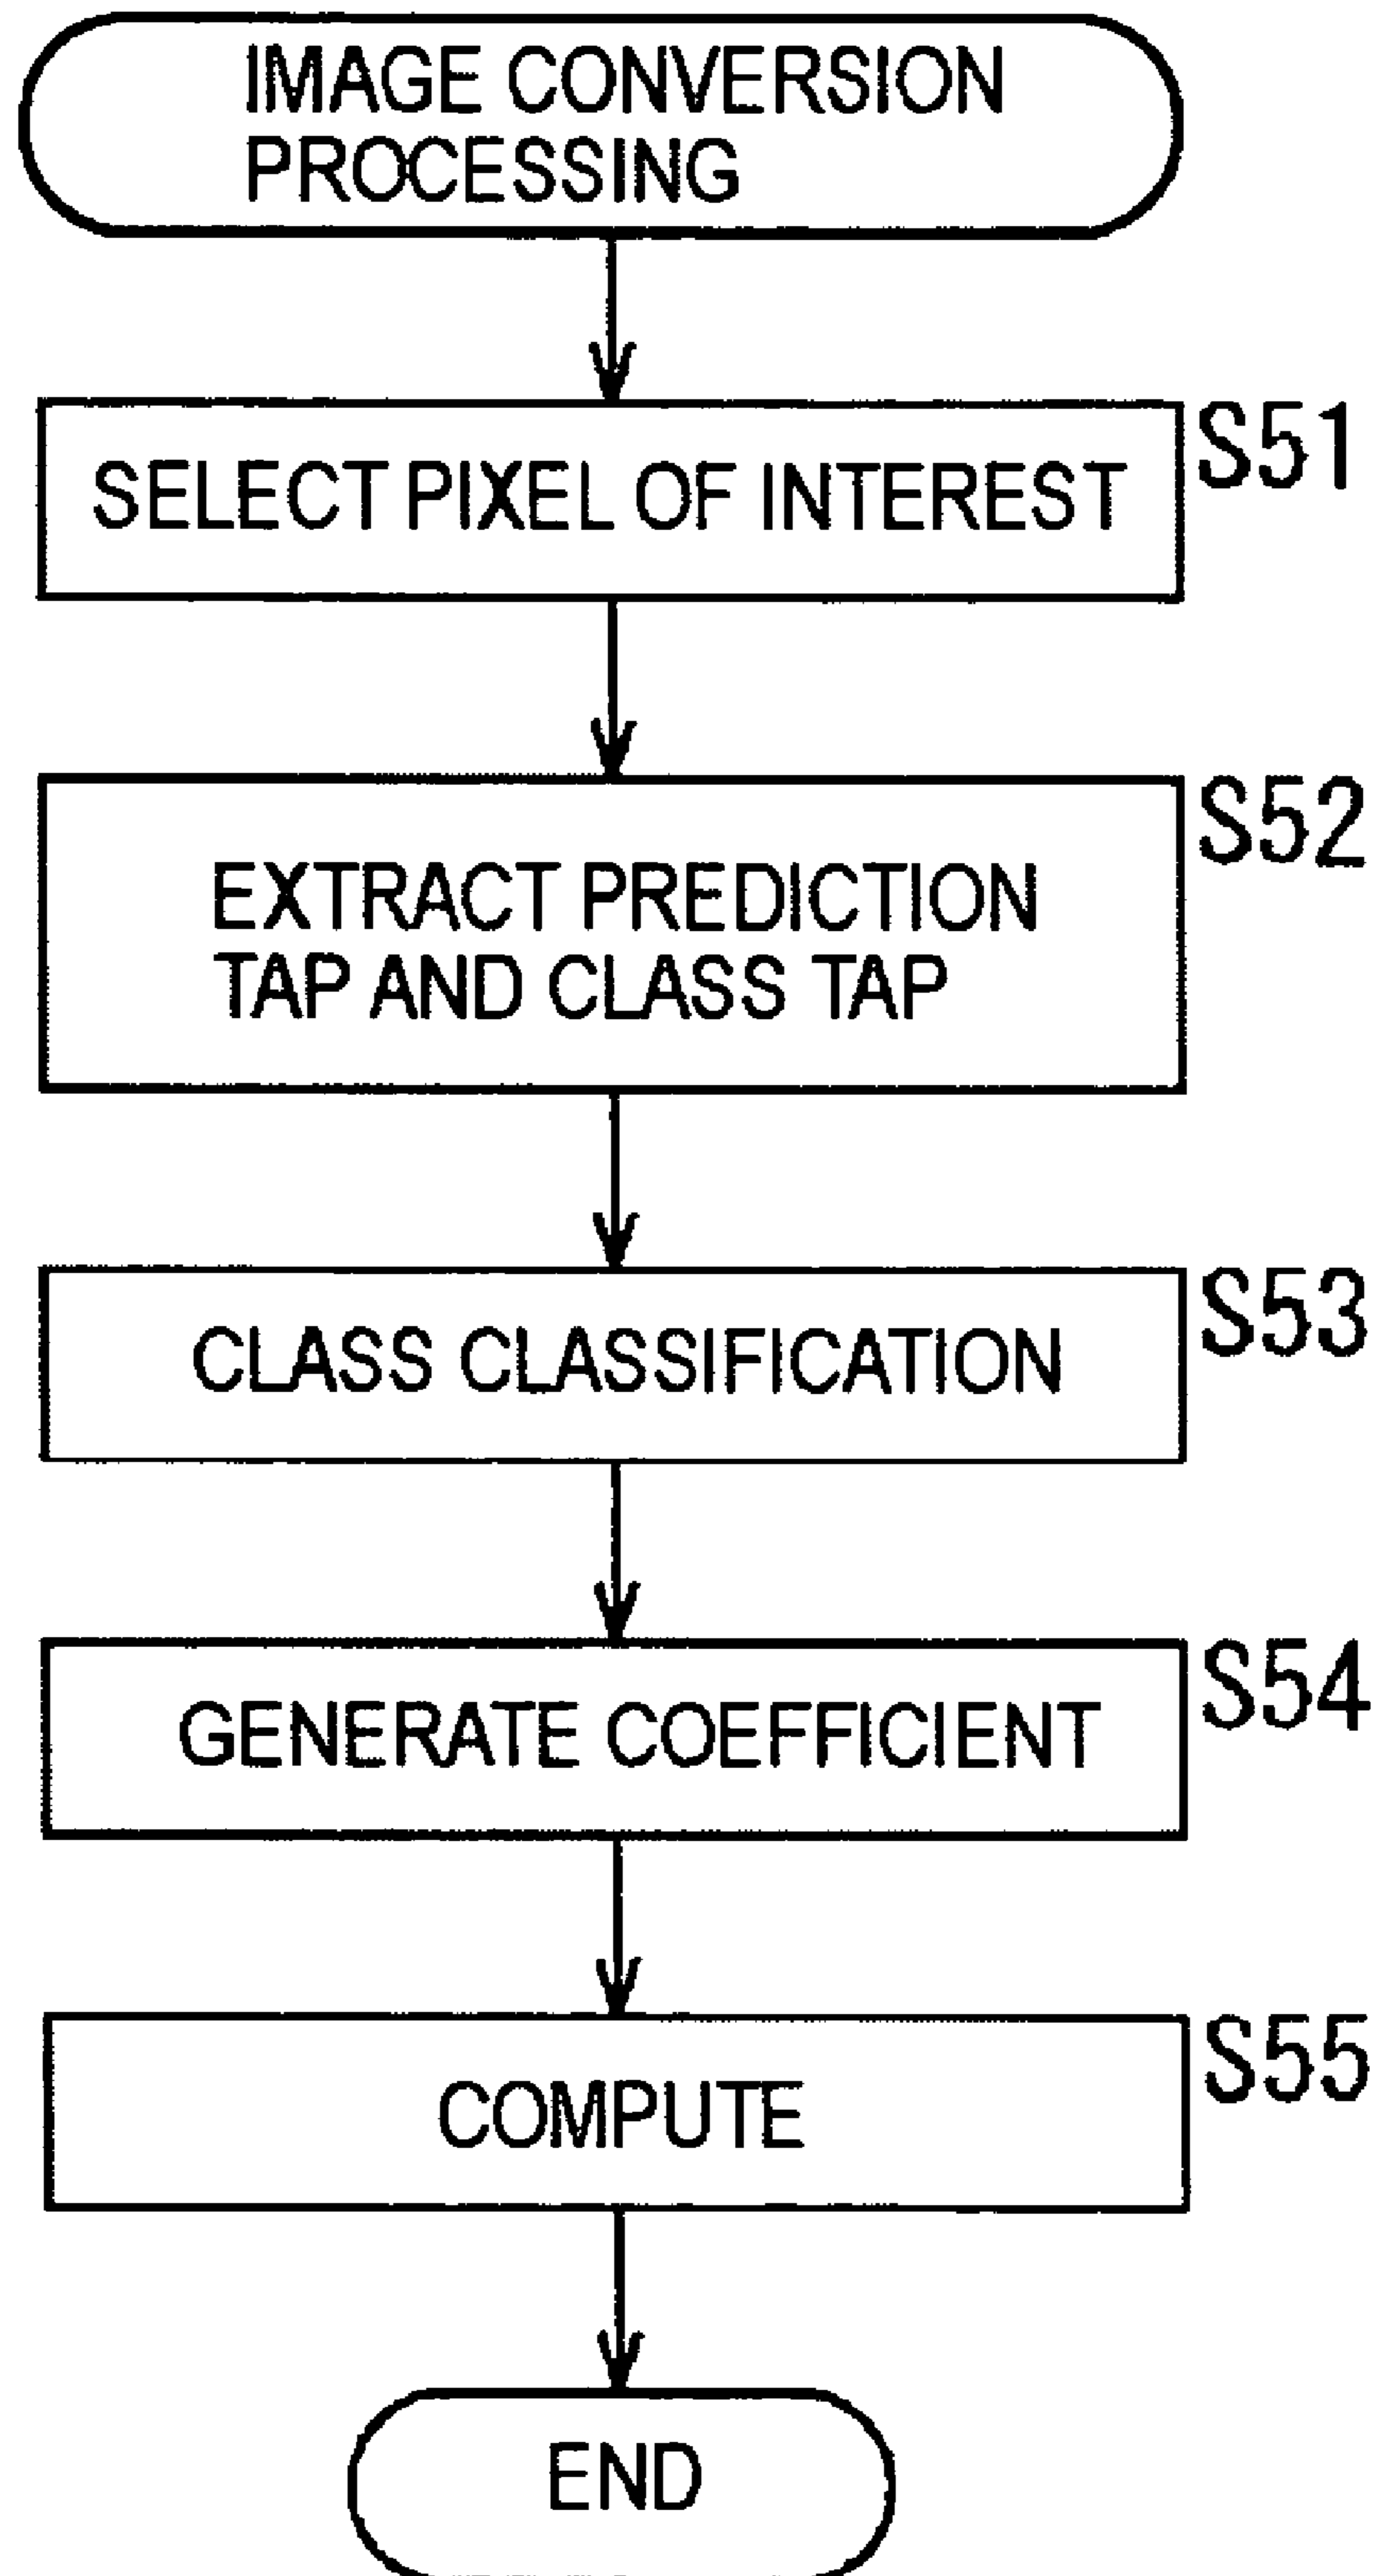 IMAGE CONVERSION
PROCESSING
SELECT PIXEL OF INTEREST
S51
EXTRACT PREDICTION
TAP AND CLASS TAP
S52
CLASS CLASSIFICATION
S53
GENERATE COEFFICIENT
S54
COMPUTE
S55
END